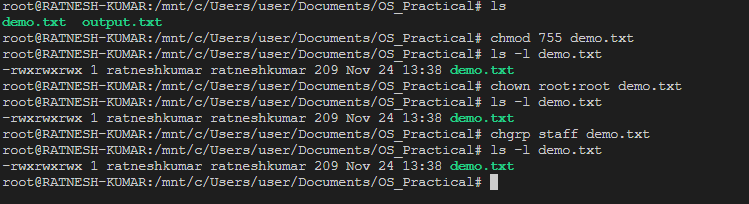 root@RATNESH-KUMAR:/mnt/c/Users/user/Documents/OS_Practical# ls
demo.txt  output.txt
root@RATNESH-KUMAR:/mnt/c/Users/user/Documents/OS_Practical# chmod 755 demo.txt
root@RATNESH-KUMAR:/mnt/c/Users/user/Documents/OS_Practical# ls -l demo.txt
-rwxrwxrwx 1 ratneshkumar ratneshkumar 209 Nov 24 13:38 demo.txt
root@RATNESH-KUMAR:/mnt/c/Users/user/Documents/OS_Practical# chown root:root demo.txt
root@RATNESH-KUMAR:/mnt/c/Users/user/Documents/OS_Practical# ls -l demo.txt
-rwxrwxrwx 1 ratneshkumar ratneshkumar 209 Nov 24 13:38 demo.txt
root@RATNESH-KUMAR:/mnt/c/Users/user/Documents/OS_Practical# chgrp staff demo.txt
root@RATNESH-KUMAR:/mnt/c/Users/user/Documents/OS_Practical# ls -l demo.txt
-rwxrwxrwx 1 ratneshkumar ratneshkumar 209 Nov 24 13:38 demo.txt
root@RATNESH-KUMAR:/mnt/c/Users/user/Documents/OS_Practical#